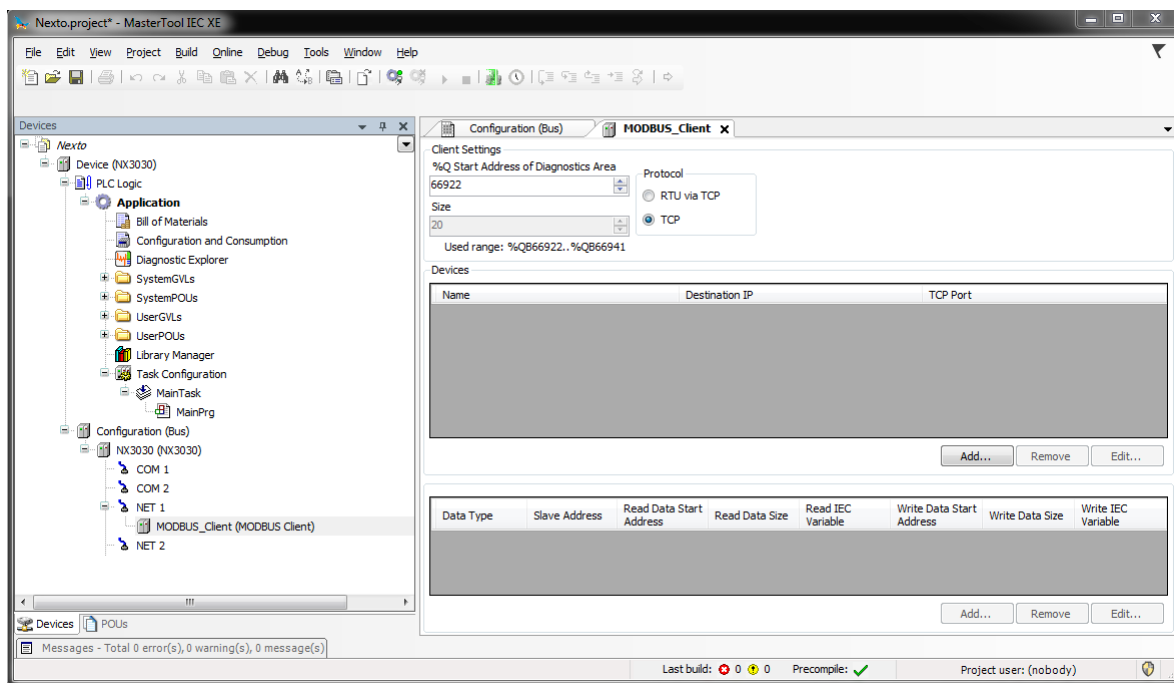 Nexto.project* - MasterTool IEC XE
File Edit View Project Build Online Debug Tools Window Help
Devices
Nexto
Device (NX3030)
PLC Logic
Application
Bill of Materials
Configuration and Consumption
Diagnostic Explorer
SystemGVLs
SystemPOUs
UserGVLs
UserPOUs
Library Manager
Task Configuration
MainTask
MainPrg
Configuration (Bus)
NX3030 (NX3030)
COM 1
COM 2
NET 1
MODBUS_Client (MODBUS Client)
NET 2
Devices POUs
Configuration (Bus) MODBUS_Client
Client Settings
%Q Start Address of Diagnostics Area
66922
Size
20
Used range: %QB66922..%QB66941
Protocol
RTU via TCP
TCP
Devices
Name Destination IP TCP Port
Add... Remove Edit...
Data Type Slave Address Read Data Start Address Read Data Size Read IEC Variable Write Data Start Address Write Data Size Write IEC Variable
Add... Remove Edit...
Messages - Total 0 error(s), 0 warning(s), 0 message(s)
Last build: 0 0 Precompile: Project user: (nobody)